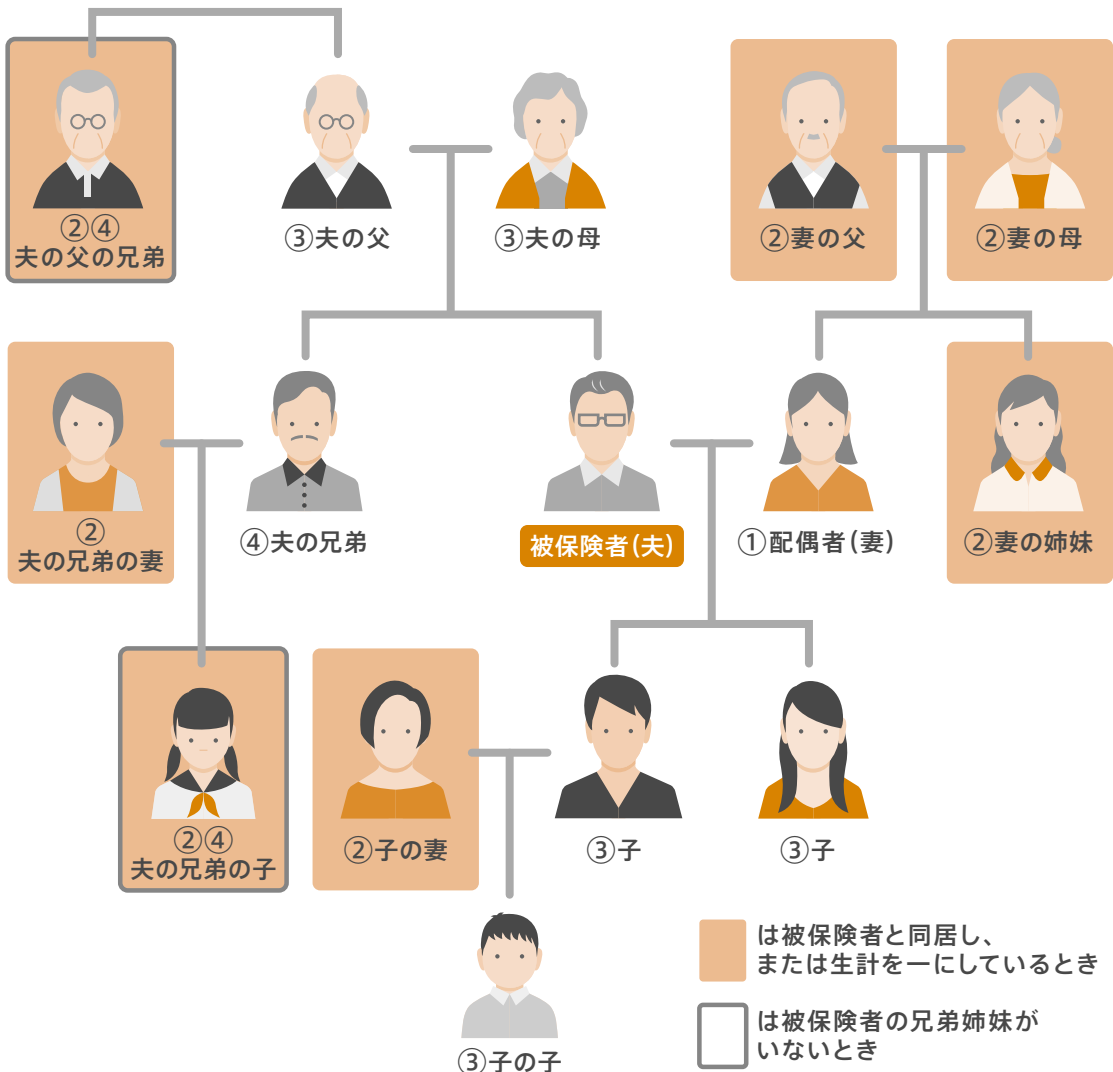 ②④
夫の父の兄弟
③夫の父
③夫の母
②妻の父
②妻の母
②
夫の兄弟の妻
④夫の兄弟
被保険者(夫)
①配偶者(妻)
②妻の姉妹
②④
夫の兄弟の子
②子の妻
③子
③子
③子の子
は被保険者と同居し、
または生計を一にしているとき
は被保険者の兄弟姉妹が
いないとき